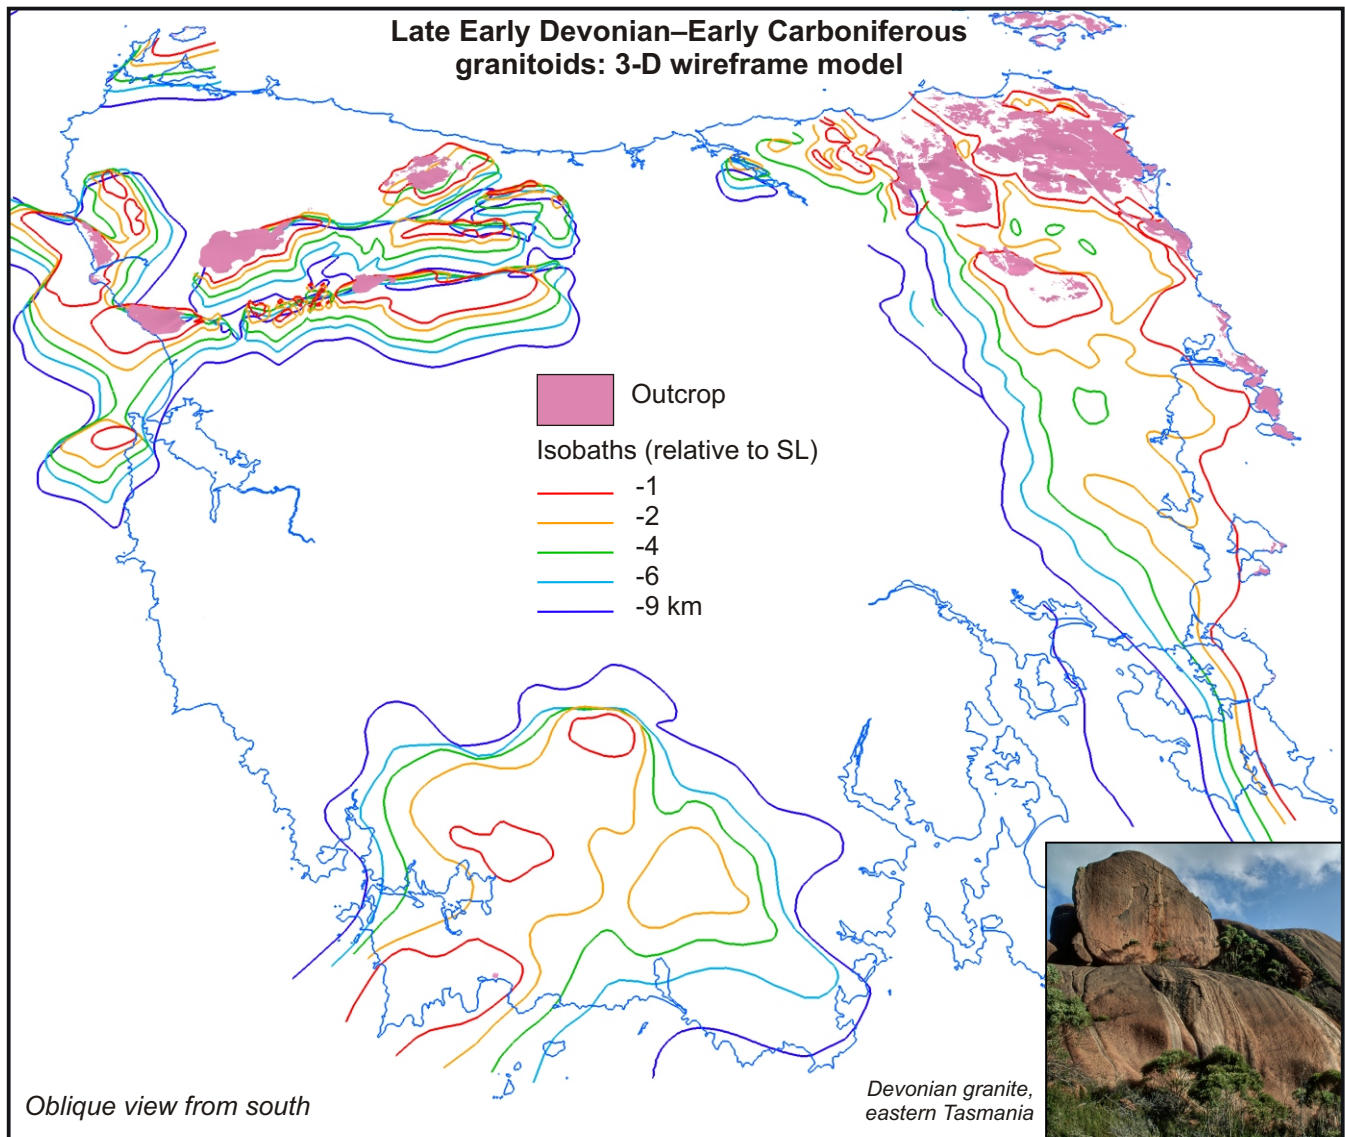 Late Early Devonian–Early Carboniferous
granitoids: 3-D wireframe model
Outcrop
Isobaths (relative to SL)
-1
-2
-4
-6
-9 km
Devonian granite,
eastern Tasmania
Oblique view from south